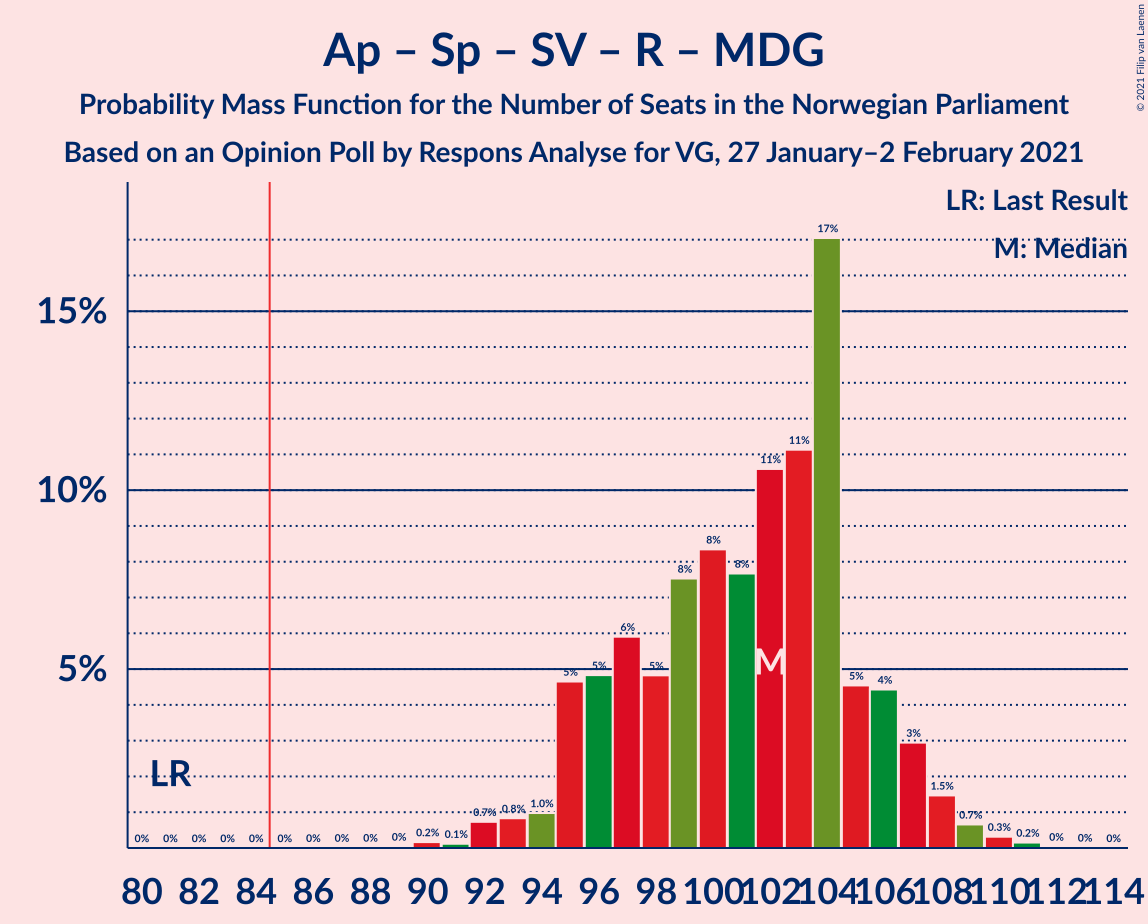 Ap – Sp – SV – R – MDG
Probability Mass Function for the Number of Seats in the Norwegian Parliament
Based on an Opinion Poll by Respons Analyse for VG, 27 January–2 February 2021
© 2021 Filip van Laenen
LR: Last Result
M: Median
15%
10%
5%
LR
M
0% 0% 0% 0% 0% 0% 0% 0% 0% 0% 0.2% 0.1% 0.7% 0.8% 1.0% 5% 5% 6% 5% 8% 8% 8% 11% 11% 17% 5% 4% 3% 1.5% 0.7% 0.3% 0.2% 0% 0% 0%
80 82 84 86 88 90 92 94 96 98 100 102 104 106 108 110 112 114